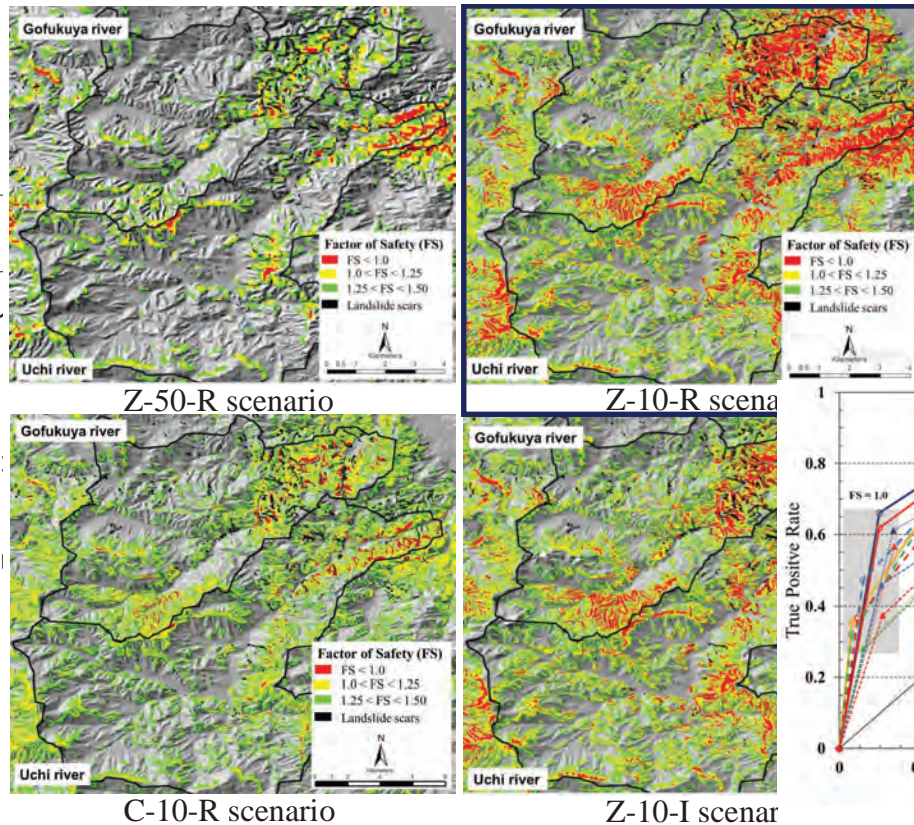 Gofukuya river
Factor of Safety (FS)
FS < 1.0
1.0 < FS < 1.25
1.25 < FS < 1.50
Landslide scars
N
Kilometers
Uchi river
Z-50-R scenario
Gofukuya river
Factor of Safety (FS)
FS < 1.0
1.0 < FS < 1.25
1.25 < FS < 1.50
Landslide scars
N
Kilometers
Uchi river
Z-10-R scena
Gofukuya river
Factor of Safety (FS)
FS < 1.0
1.0 < FS < 1.25
1.25 < FS < 1.50
Landslide scars
N
Uchi river
C-10-R scenario
Gofukuya river
Uchi river
Z-10-I scenar
1
0.8
FS = 1.0
0.6
True Positve Rate
0.4
0.2
0
0